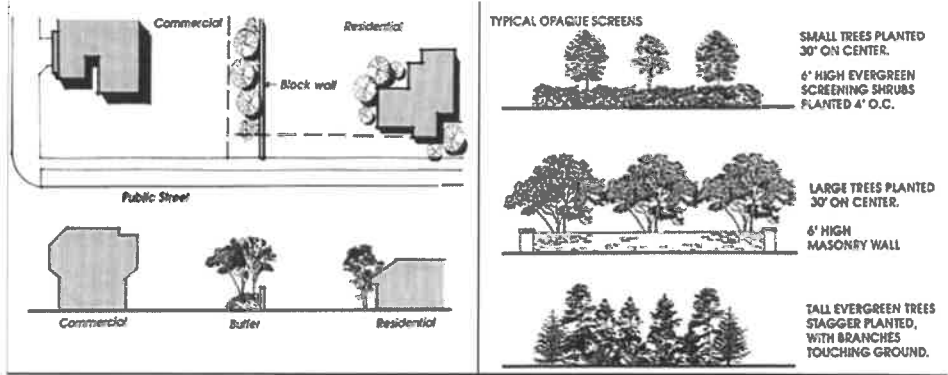 Commercial
Residential
Block wall
Public Street
Commercial
Buffer
Residential
TYPICAL OPAQUE SCREENS
SMALL TREES PLANTED
30' ON CENTER.
6' HIGH EVERGREEN
SCREENING SHRUBS
PLANTED 4' O.C.
LARGE TREES PLANTED
30' ON CENTER.
6' HIGH
MASONRY WALL
TALL EVERGREEN TREES
STAGGER PLANTED,
WITH BRANCHES
TOUCHING GROUND.